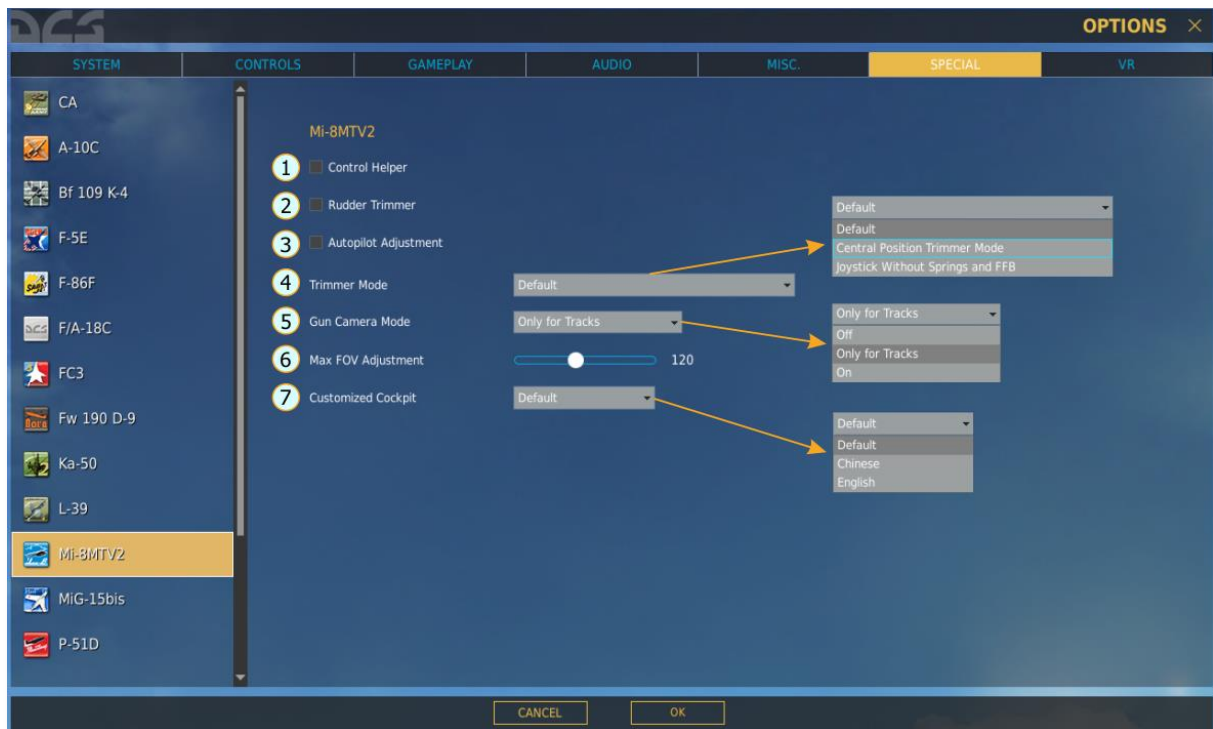 DCS
OPTIONS
SYSTEM CONTROLS GAMEPLAY AUDIO MISC. SPECIAL VR
CA
A-10C
Bf 109 K-4
F-5E
F-86F
F/A-18C
FC3
Fw 190 D-9
Ka-50
L-39
Mi-8MTV2
MiG-15bis
P-51D
Mi-8MTV2
1 Control Helper
2 Rudder Trimmer
3 Autopilot Adjustment
4 Trimmer Mode Default
5 Gun Camera Mode Only for Tracks
6 Max FOV Adjustment 120
7 Customized Cockpit Default
Default
Default
Central Position Trimmer Mode
Joystick Without Springs and FFB
Only for Tracks
Off
Only for Tracks
On
Default
Default
Chinese
English
CANCEL OK